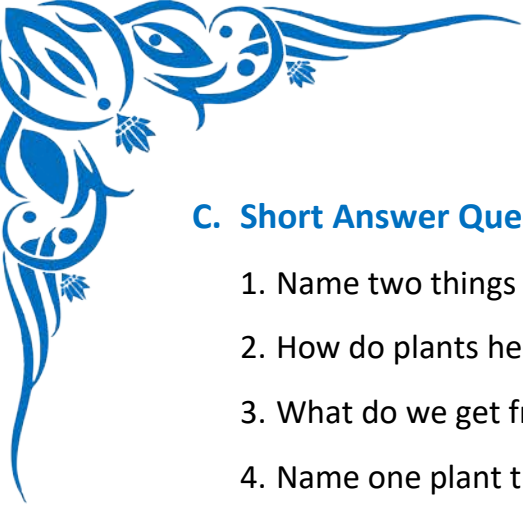 C. Short Answer Que
1. Name two things
2. How do plants he
3. What do we get f
4. Name one plant t